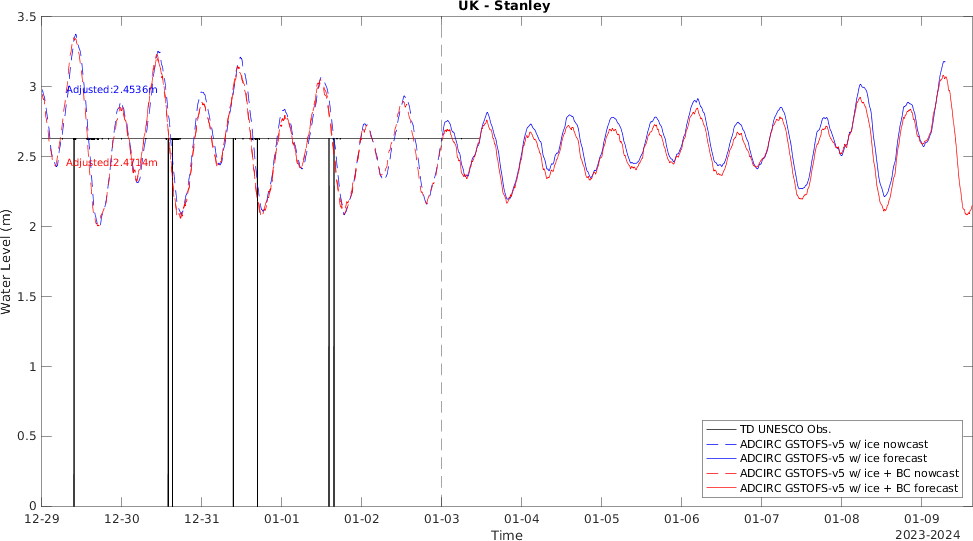 UK - Stanley
3.5
3
2.5
2
1.5
1
0.5
0
Water Level (m)
Adjusted:2.4536m
Adjusted:2.4714m
TD UNESCO Obs.
ADCIRC GSTOFS-v5 w/ ice nowcast
ADCIRC GSTOFS-v5 w/ ice forecast
ADCIRC GSTOFS-v5 w/ ice + BC nowcast
ADCIRC GSTOFS-v5 w/ ice + BC forecast
12-29 12-30 12-31 01-01 01-02 01-03 01-04 01-05 01-06 01-07 01-08 01-09
Time
2023-2024